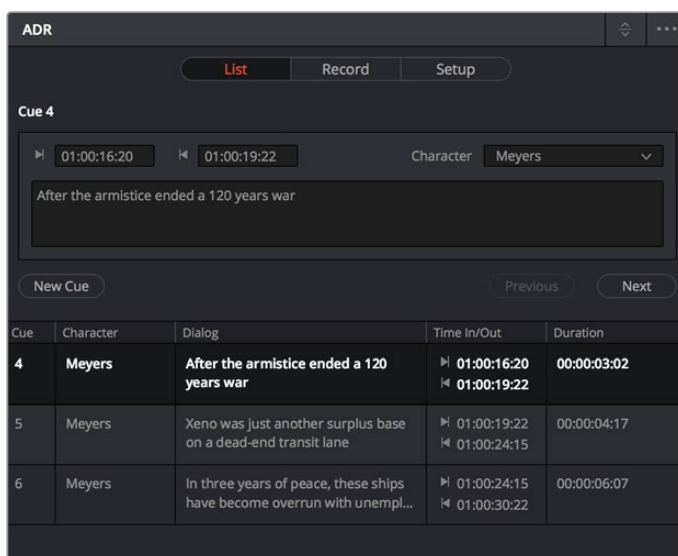 ADR
List Record Setup
Cue 4
01:00:16:20 01:00:19:22 Character Meyers
After the armistice ended a 120 years war
New Cue Previous Next
Cue Character Dialog Time In/Out Duration
4 Meyers After the armistice ended a 120 01:00:16:20 00:00:03:02
years war 01:00:19:22
5 Meyers Xeno was just another surplus base 01:00:19:22 00:00:04:17
on a dead-end transit lane 01:00:24:15
6 Meyers In three years of peace, these ships 01:00:24:15 00:00:06:07
have become overrun with unempl... 01:00:30:22